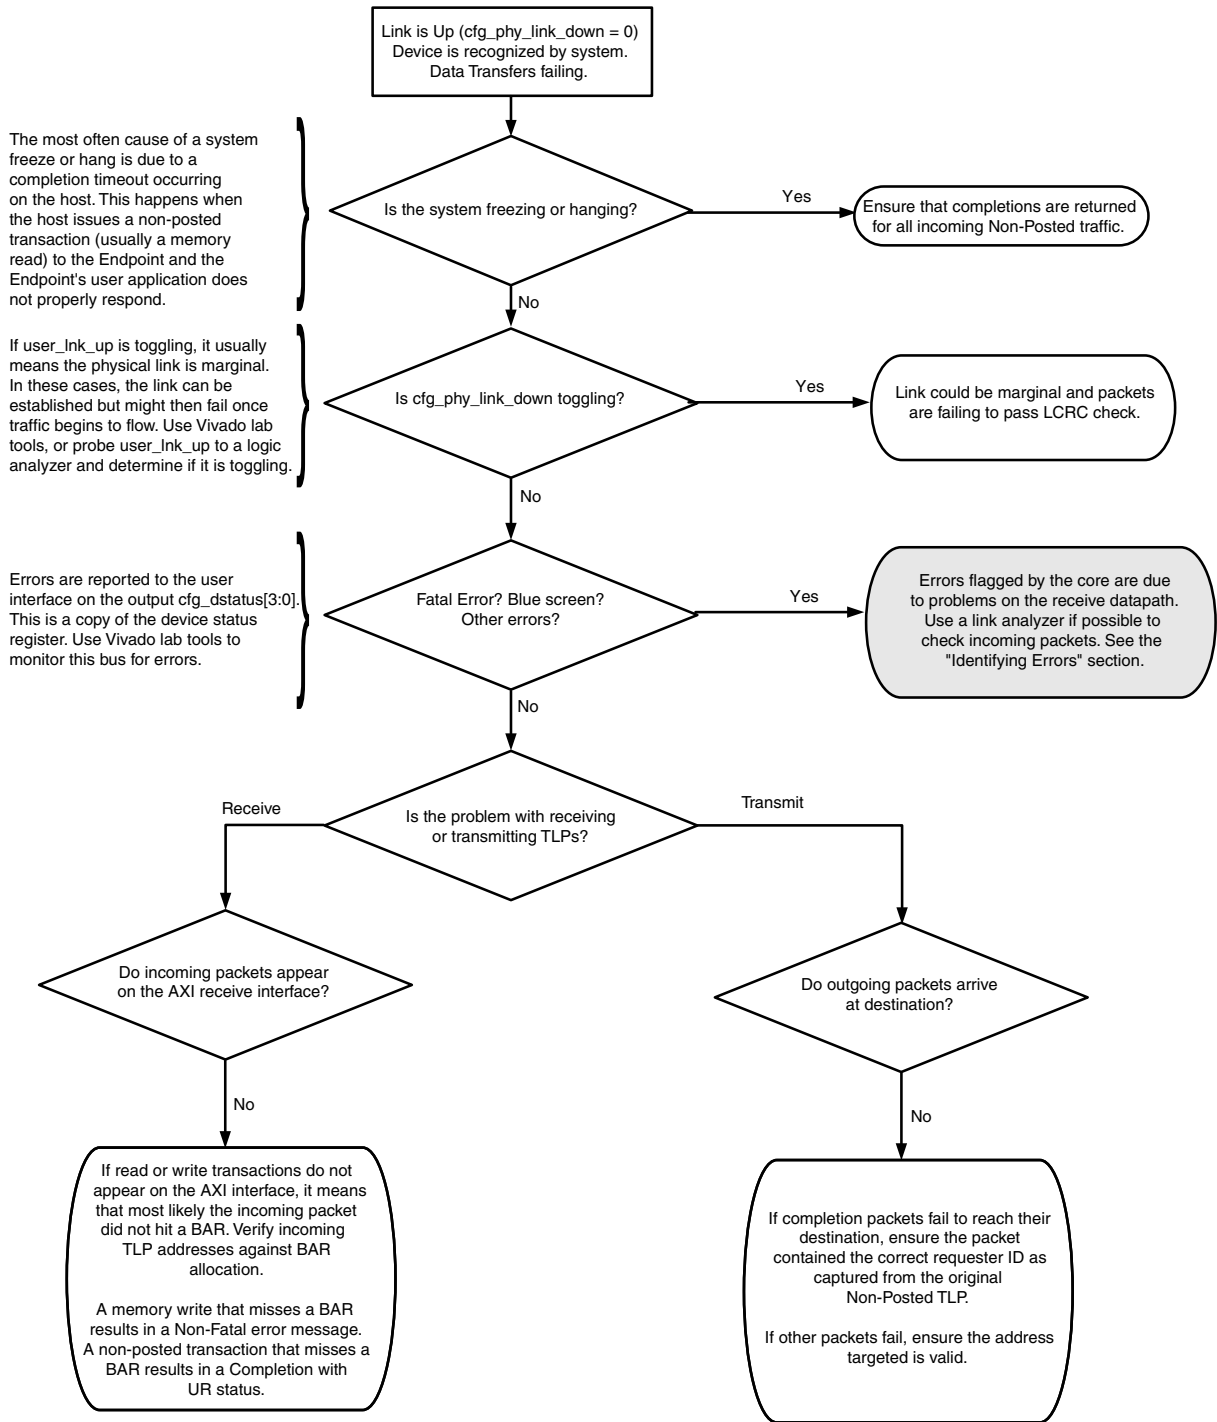 Link is Up (cfg_phy_link_down = 0)
Device is recognized by system.
Data Transfers failing.
The most often cause of a system
freeze or hang is due to a
completion timeout occurring
on the host. This happens when
the host issues a non-posted
transaction (usually a memory
read) to the Endpoint and the
Endpoint's user application does
not properly respond.
Is the system freezing or hanging?
Yes
Ensure that completions are returned
for all incoming Non-Posted traffic.
No
If user_lnk_up is toggling, it usually
means the physical link is marginal.
In these cases, the link can be
established but might then fail once
traffic begins to flow. Use Vivado lab
tools, or probe user_lnk_up to a logic
analyzer and determine if it is toggling.
Is cfg_phy_link_down toggling?
Yes
Link could be marginal and packets
are failing to pass LCRC check.
No
Errors are reported to the user
interface on the output cfg_dstatus[3:0].
This is a copy of the device status
register. Use Vivado lab tools to
monitor this bus for errors.
Fatal Error? Blue screen?
Other errors?
Yes
Errors flagged by the core are due
to problems on the receive datapath.
Use a link analyzer if possible to
check incoming packets. See the
"Identifying Errors" section.
No
Is the problem with receiving
or transmitting TLPs?
Receive
Transmit
Do incoming packets appear
on the AXI receive interface?
Do outgoing packets arrive
at destination?
No
No
If read or write transactions do not
appear on the AXI interface, it means
that most likely the incoming packet
did not hit a BAR. Verify incoming
TLP addresses against BAR
allocation.
A memory write that misses a BAR
results in a Non-Fatal error message.
A non-posted transaction that misses a
BAR results in a Completion with
UR status.
If completion packets fail to reach their
destination, ensure the packet
contained the correct requester ID as
captured from the original
Non-Posted TLP.
If other packets fail, ensure the address
targeted is valid.